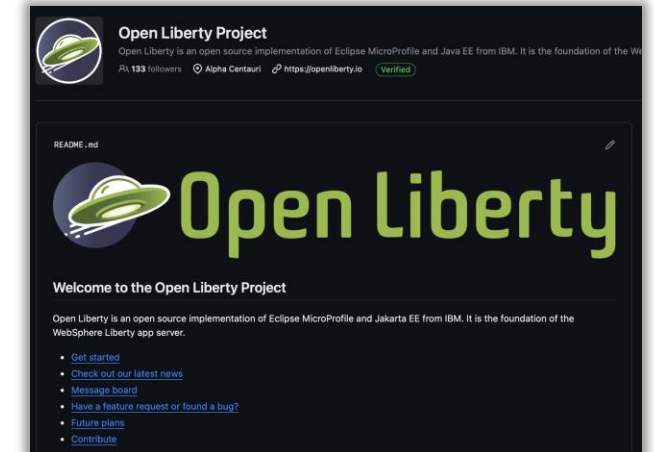 Open Liberty Project
Open Liberty is an open source implementation of Eclipse MicroProfile and Java EE from IBM. It is the foundation of the We
133 followers Alpha Centauri https://openliberty.io Verified
README.md
Open Liberty
Welcome to the Open Liberty Project
Open Liberty is an open source implementation of Eclipse MicroProfile and Jakarta EE from IBM. It is the foundation of the
WebSphere Liberty app server.
• Get started
• Check out our latest news
• Message board
• Have a feature request or found a bug?
• Future plans
• Contribute